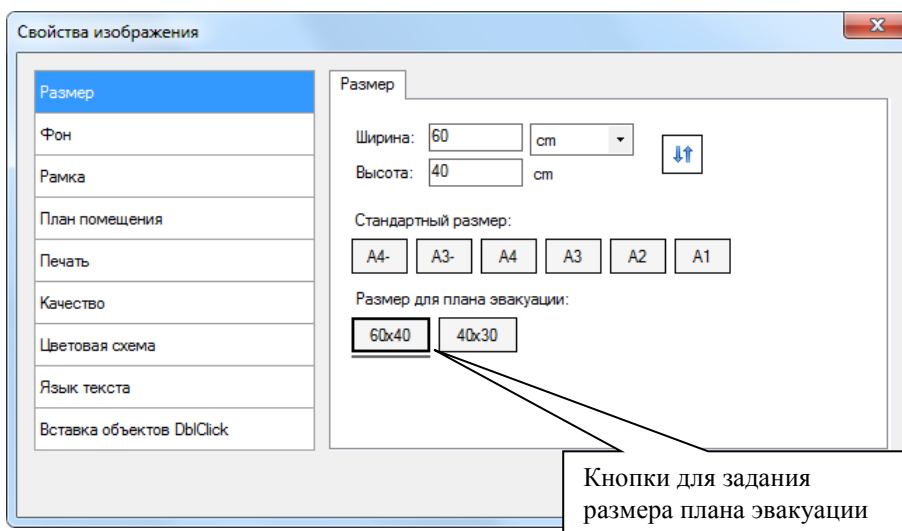 Свойства изображения
Размер
Фон
Рамка
План помещения
Печать
Качество
Цветовая схема
Язык текста
Вставка объектов DblClick
Размер
Ширина: 60 cm
Высота: 40 cm
Стандартный размер:
A4- A3- A4 A3 A2 A1
Размер для плана эвакуации:
60x40 40x30
Кнопки для задания
размера плана эвакуации